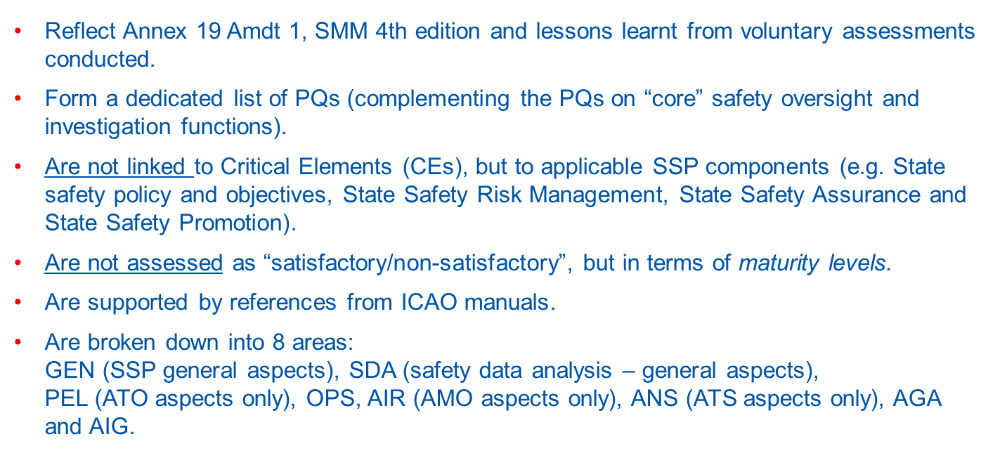 • Reflect Annex 19 Amdt 1, SMM 4th edition and lessons learnt from voluntary assessments
conducted.
• Form a dedicated list of PQs (complementing the PQs on “core” safety oversight and
investigation functions).
• Are not linked to Critical Elements (CEs), but to applicable SSP components (e.g. State
safety policy and objectives, State Safety Risk Management, State Safety Assurance and
State Safety Promotion).
• Are not assessed as “satisfactory/non-satisfactory”, but in terms of maturity levels.
• Are supported by references from ICAO manuals.
• Are broken down into 8 areas:
GEN (SSP general aspects), SDA (safety data analysis – general aspects),
PEL (ATO aspects only), OPS, AIR (AMO aspects only), ANS (ATS aspects only), AGA
and AIG.